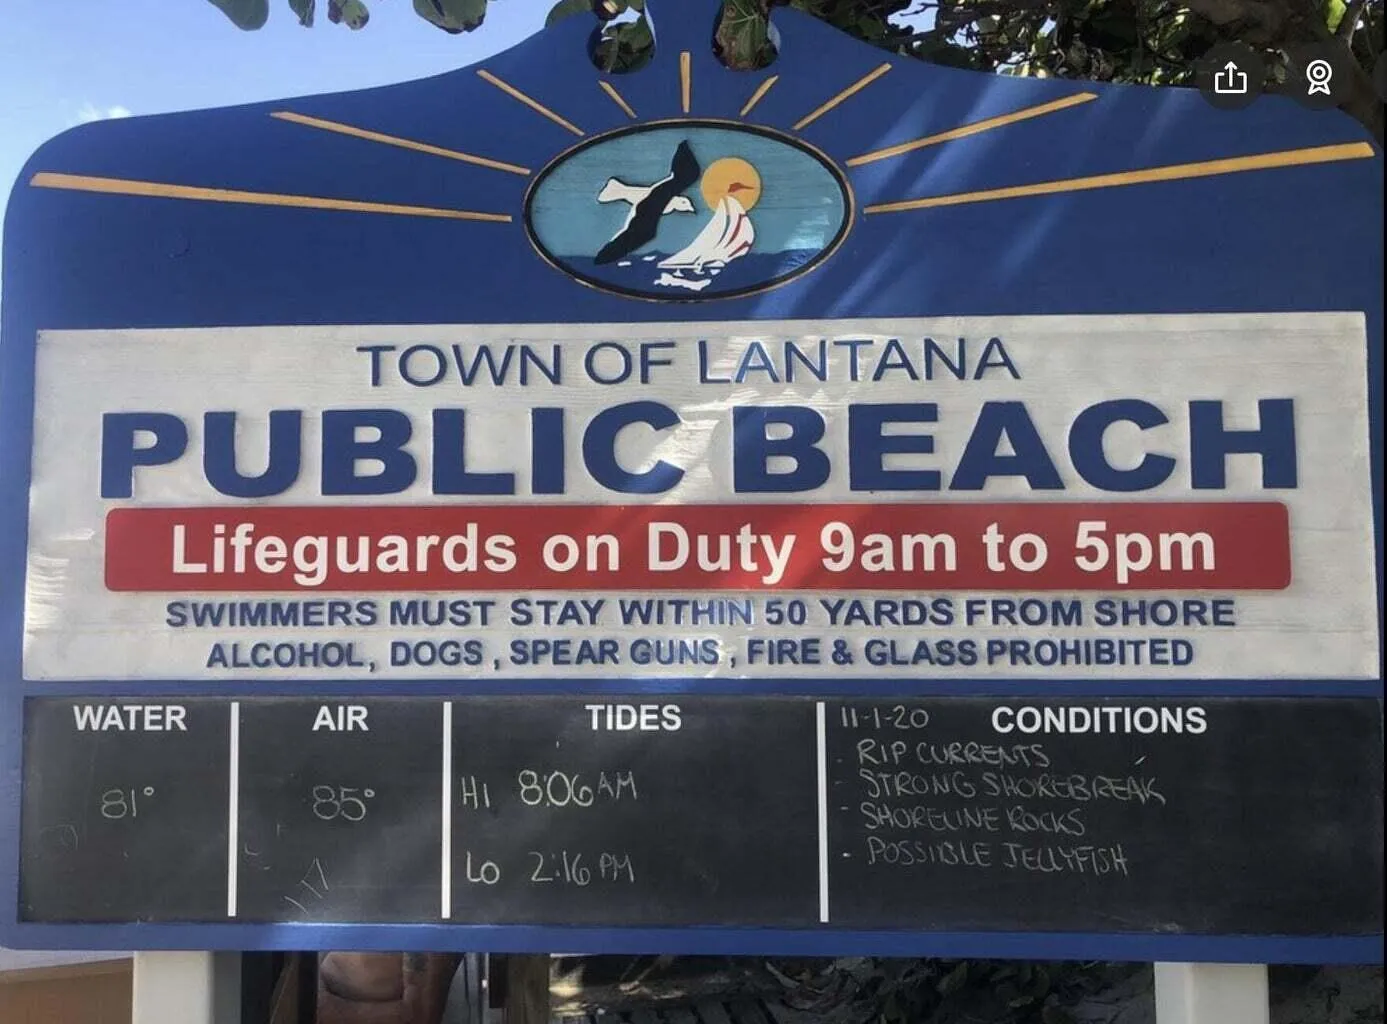 TOWN OF LANTANA
PUBLIC BEACH
Lifeguards on Duty 9am to 5pm
SWIMMERS MUST STAY WITHIN 50 YARDS FROM SHORE
ALCOHOL, DOGS, SPEAR GUNS, FIRE & GLASS PROHIBITED
WATER
81°
AIR
85°
TIDES
HI 8:06 AM
LO 2:16 PM
11-1-20 CONDITIONS
- RIP CURRENTS
- STRONG SHOREBREAK
- SHORELINE ROCKS
- POSSIBLE JELLYFISH